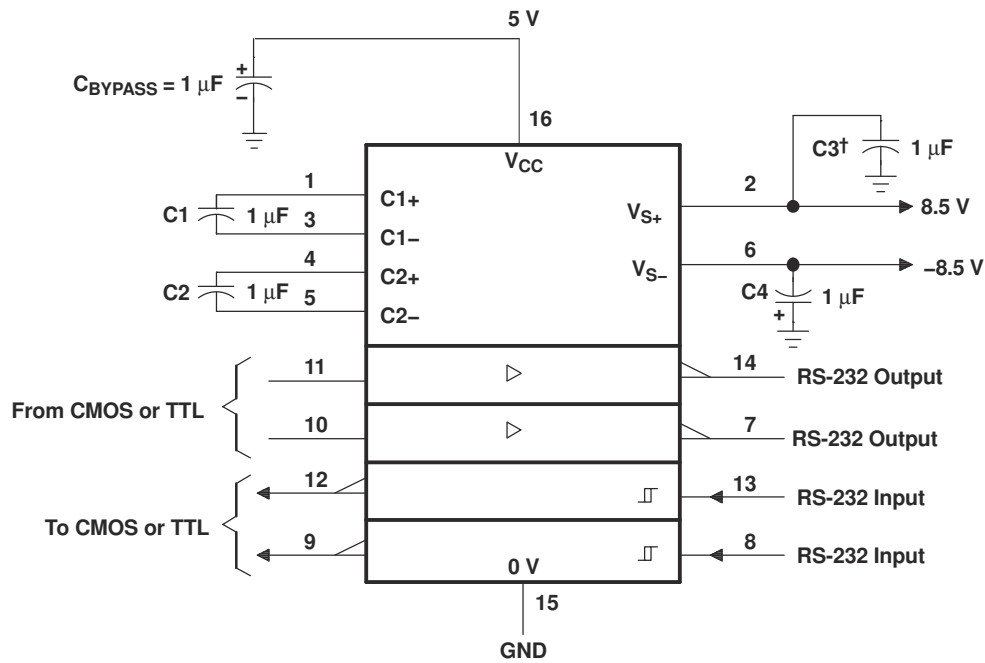 5 V
CBYPASS = 1 μF
+
−
16
VCC
C3†
1 μF
1
C1+
C1
1 μF
3
C1−
2
VS+
8.5 V
4
C2+
C2
1 μF
5
C2−
6
VS−
−8.5 V
C4
1 μF
+
From CMOS or TTL
11
14
RS-232 Output
10
7
RS-232 Output
To CMOS or TTL
12
13
RS-232 Input
9
8
RS-232 Input
0 V
15
GND